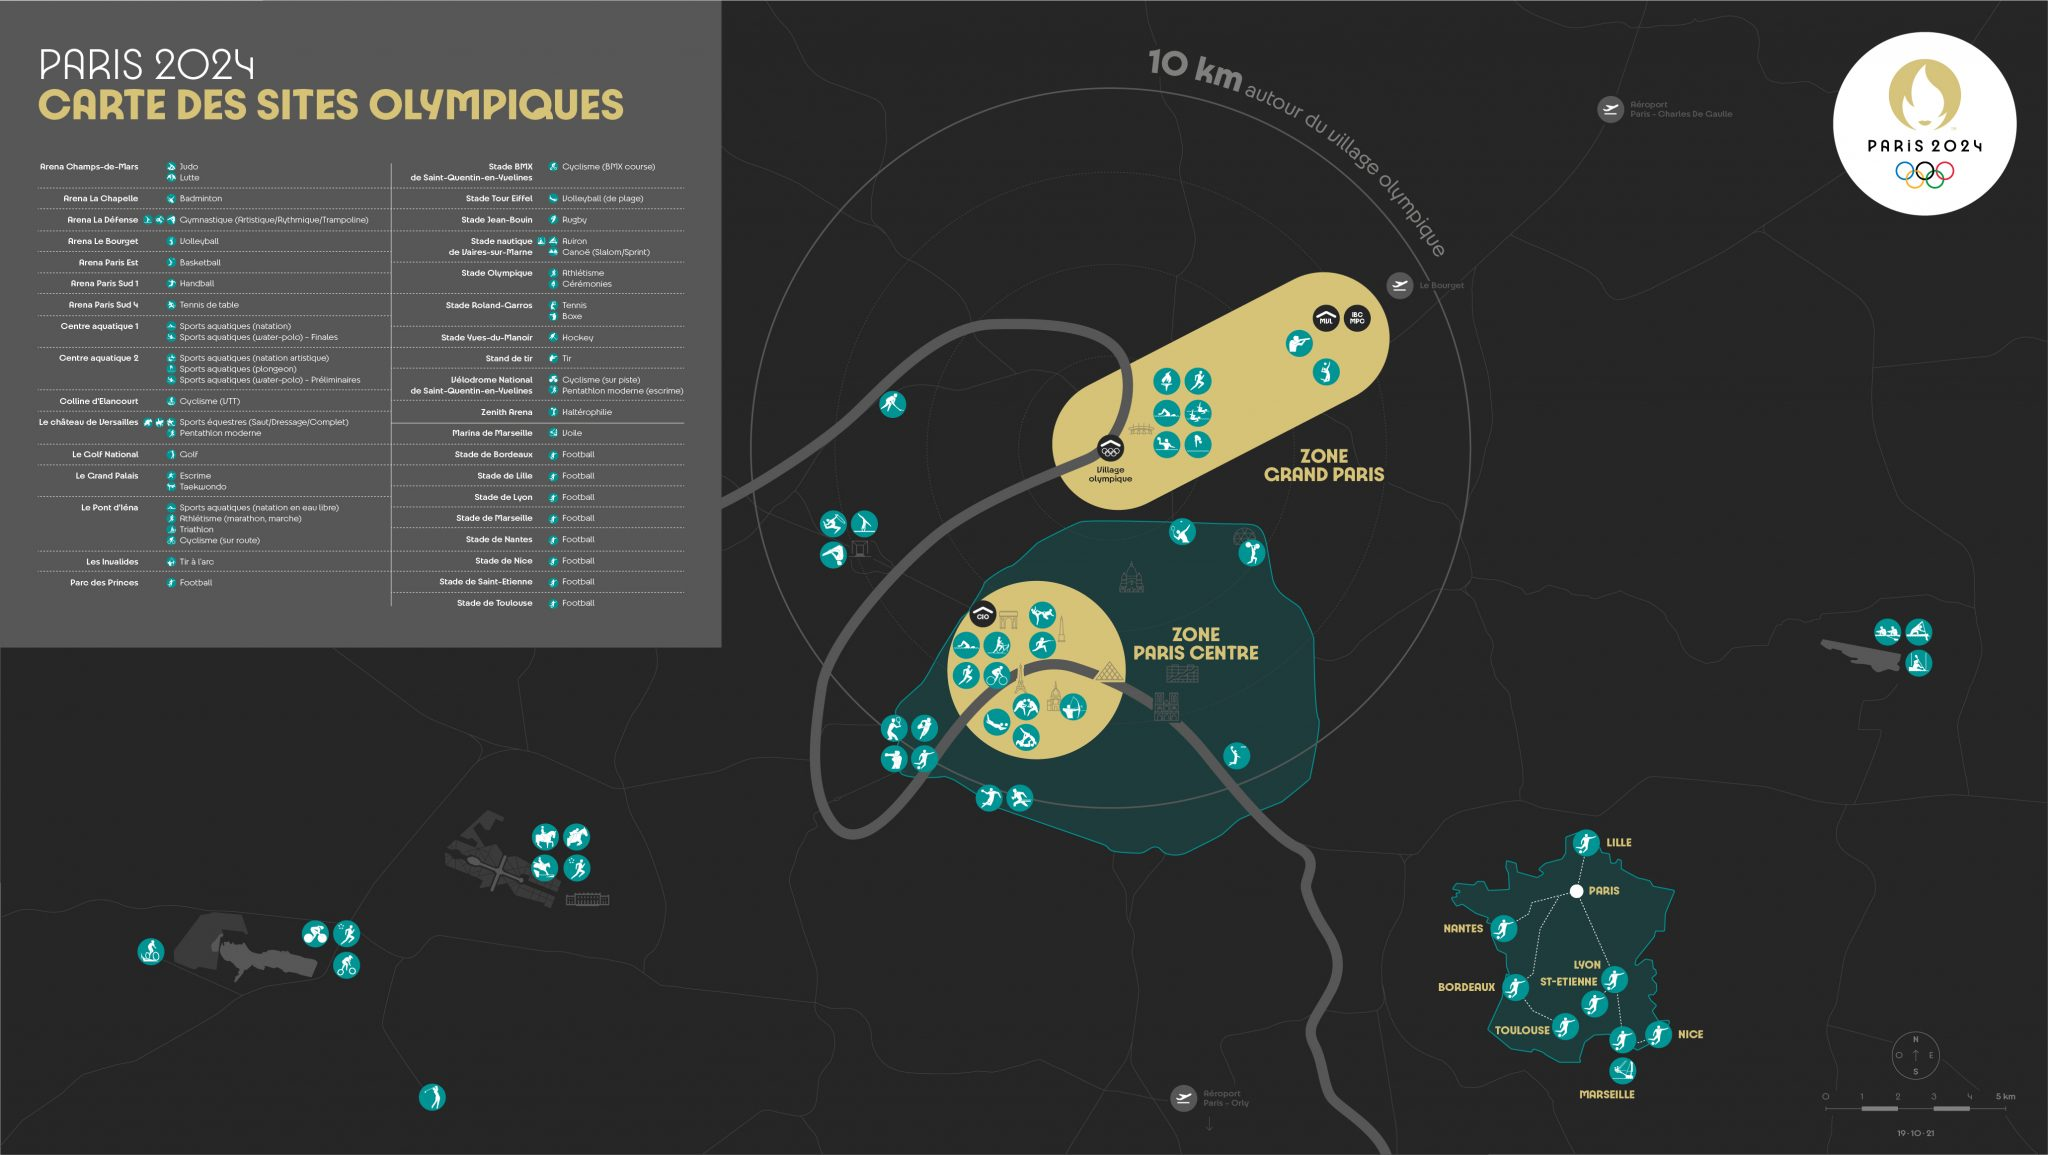 PARIS 2024
CARTE DES SITES OLYMPIQUES
Arena Champs-de-Mars Judo
Lutte
Arena La Chapelle Badminton
Arena La Défense Gymnastique (Artistique/Rythmique/Trampoline)
Arena Le Bourget Volleyball
Arena Paris Est Basketball
Arena Paris Sud 1 Handball
Arena Paris Sud 4 Tennis de table
Centre aquatique 1 Sports aquatiques (natation)
Sports aquatiques (water-polo) - Finales
Centre aquatique 2 Sports aquatiques (natation artistique)
Sports aquatiques (plongeon)
Sports aquatiques (water-polo) - Préliminaires
Colline d'Elancourt Cyclisme (VTT)
Le château de Versailles Sports équestres (Saut/Dressage/Complet)
Pentathlon moderne
Le Golf National Golf
Le Grand Palais Escrime
Taekwondo
Le Pont d'Iéna Sports aquatiques (natation en eau libre)
Athlétisme (marathon, marche)
Triathlon
Cyclisme (sur route)
Les Invalides Tir à l'arc
Parc des Princes Football
Stade BMX Cyclisme (BMX course)
de Saint-Quentin-en-Yvelines
Stade Tour Eiffel Volleyball (de plage)
Stade Jean-Bouin Rugby
Stade nautique Aviron
de Vaires-sur-Marne Canoë (Slalom/Sprint)
Stade Olympique Athlétisme
Cérémonies
Stade Roland-Garros Tennis
Boxe
Stade Yves-du-Manoir Hockey
Stand de tir Tir
Vélodrome National Cyclisme (sur piste)
de Saint-Quentin-en-Yvelines Pentathlon moderne (escrime)
Zenith Arena Haltérophilie
Marina de Marseille Voile
Stade de Bordeaux Football
Stade de Lille Football
Stade de Lyon Football
Stade de Marseille Football
Stade de Nantes Football
Stade de Nice Football
Stade de Saint-Etienne Football
Stade de Toulouse Football
10 km autour du village olympique
Aéroport
Paris - Charles De Gaulle
PARIS 2024
Le Bourget
MVL
IBC
MPC
ZONE
GRAND PARIS
Village
olympique
CIO
ZONE
PARIS CENTRE
LILLE
PARIS
NANTES
LYON
ST-ETIENNE
BORDEAUX
TOULOUSE
NICE
MARSEILLE
Aéroport
Paris - Orly
N
O E
S
0 1 2 3 4 5 km
19·10·21